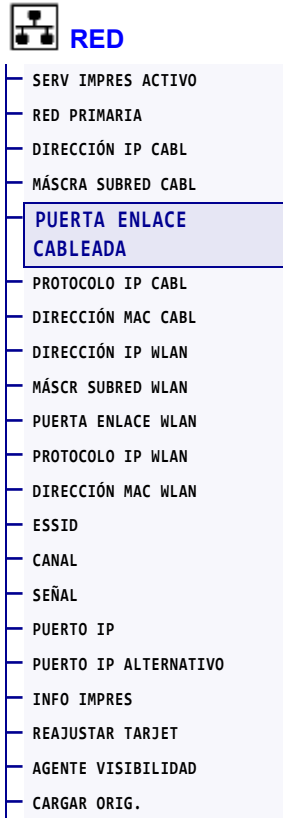 RED
SERV IMPRES ACTIVO
RED PRIMARIA
DIRECCIÓN IP CABL
MÁSCRA SUBRED CABL
PUERTA ENLACE
CABLEADA
PROTOCOLO IP CABL
DIRECCIÓN MAC CABL
DIRECCIÓN IP WLAN
MÁSCR SUBRED WLAN
PUERTA ENLACE WLAN
PROTOCOLO IP WLAN
DIRECCIÓN MAC WLAN
ESSID
CANAL
SEÑAL
PUERTO IP
PUERTO IP ALTERNATIVO
INFO IMPRES
REAJUSTAR TARJET
AGENTE VISIBILIDAD
CARGAR ORIG.